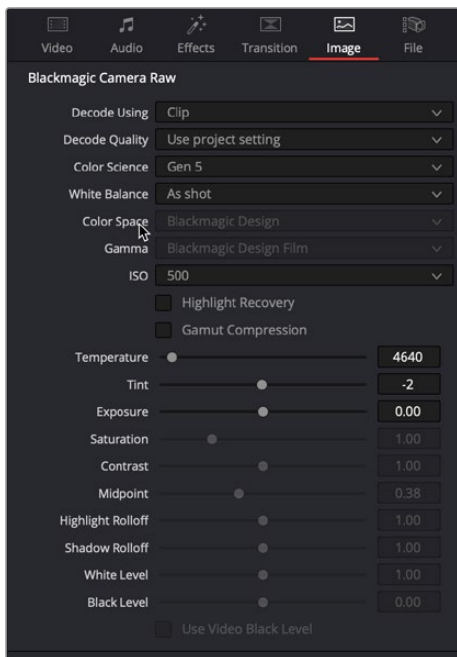 Video Audio Effects Transition Image File
Blackmagic Camera Raw
Decode Using Clip
Decode Quality Use project setting
Color Science Gen 5
White Balance As shot
Color Space Blackmagic Design
Gamma Blackmagic Design Film
ISO 500
Highlight Recovery
Gamut Compression
Temperature 4640
Tint -2
Exposure 0.00
Saturation 1.00
Contrast 1.00
Midpoint 0.38
Highlight Rolloff 1.00
Shadow Rolloff 1.00
White Level 1.00
Black Level 0.00
Use Video Black Level